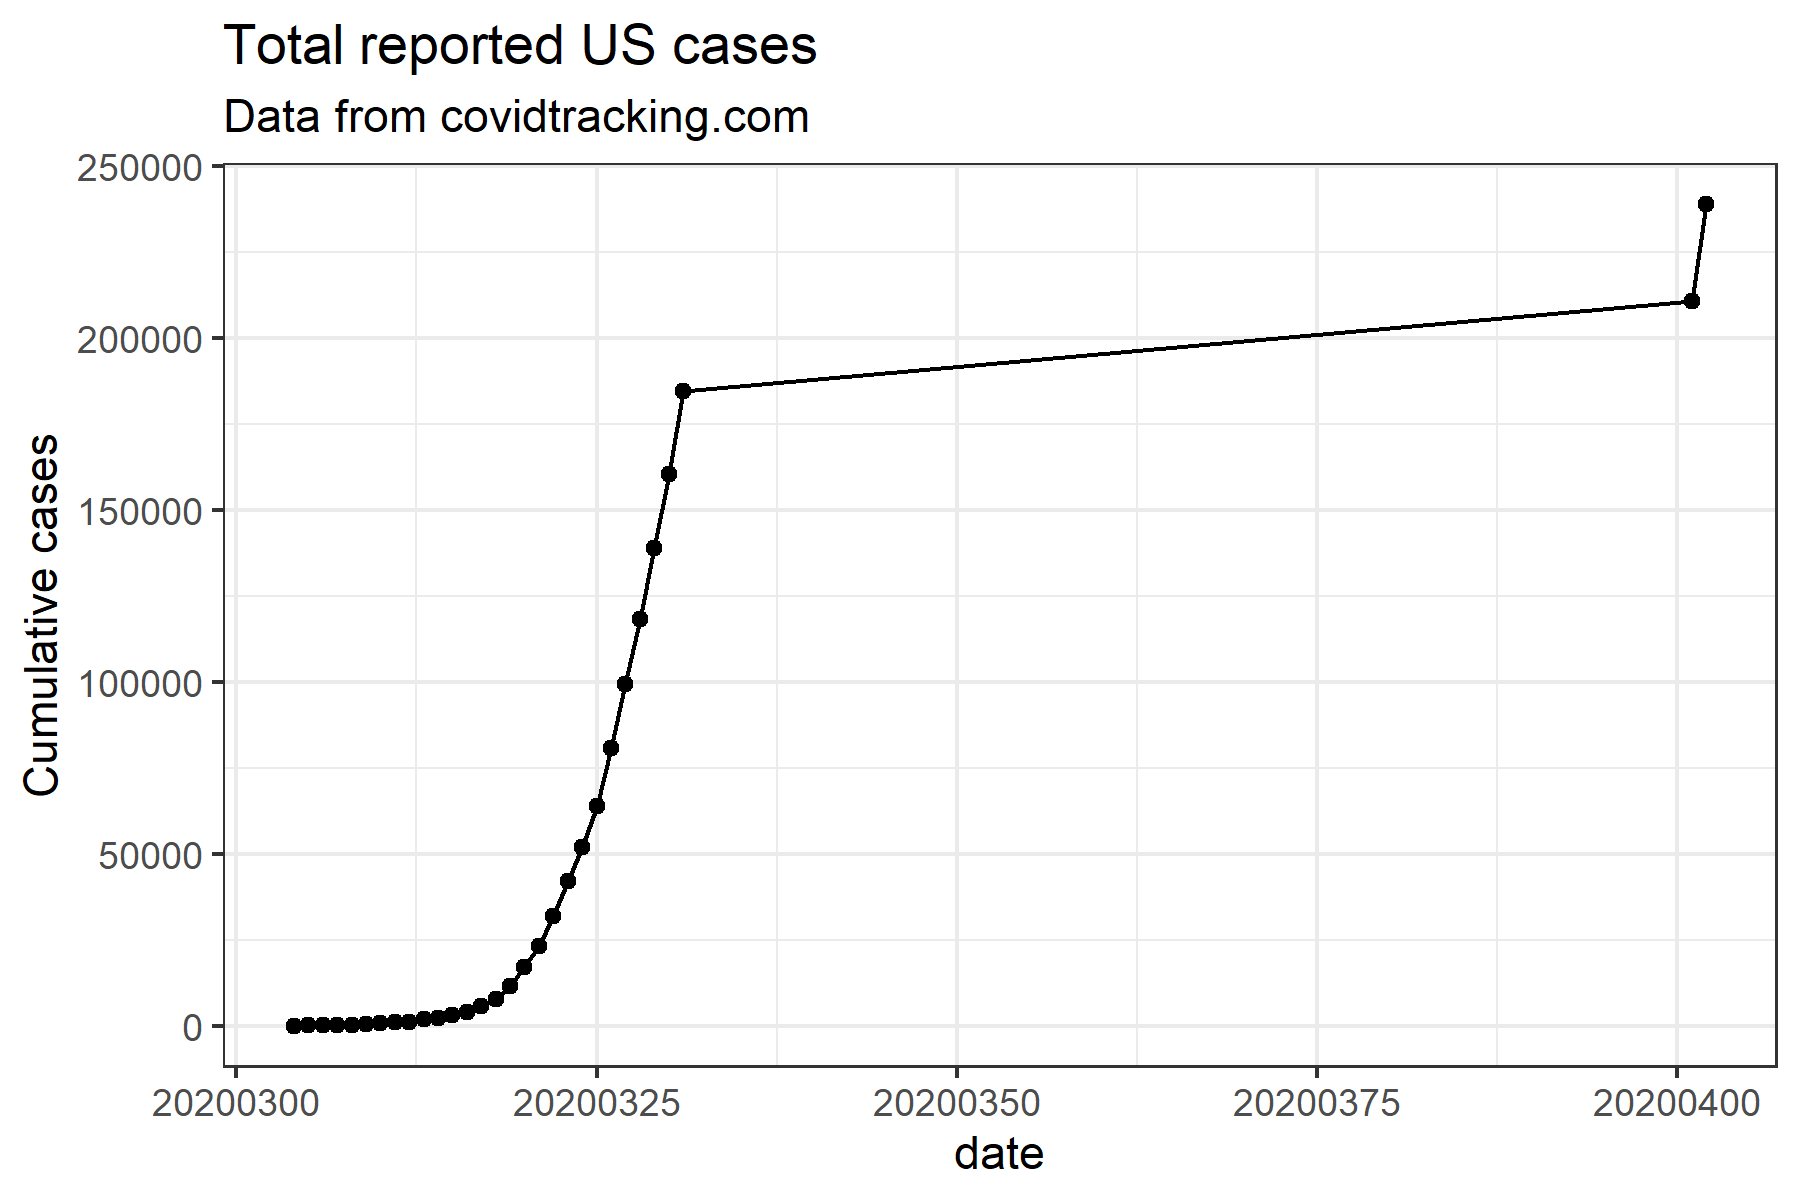 Total reported US cases
Data from covidtracking.com
250000
200000
150000
100000
50000
0
Cumulative cases
20200300 20200325 20200350 20200375 20200400
date